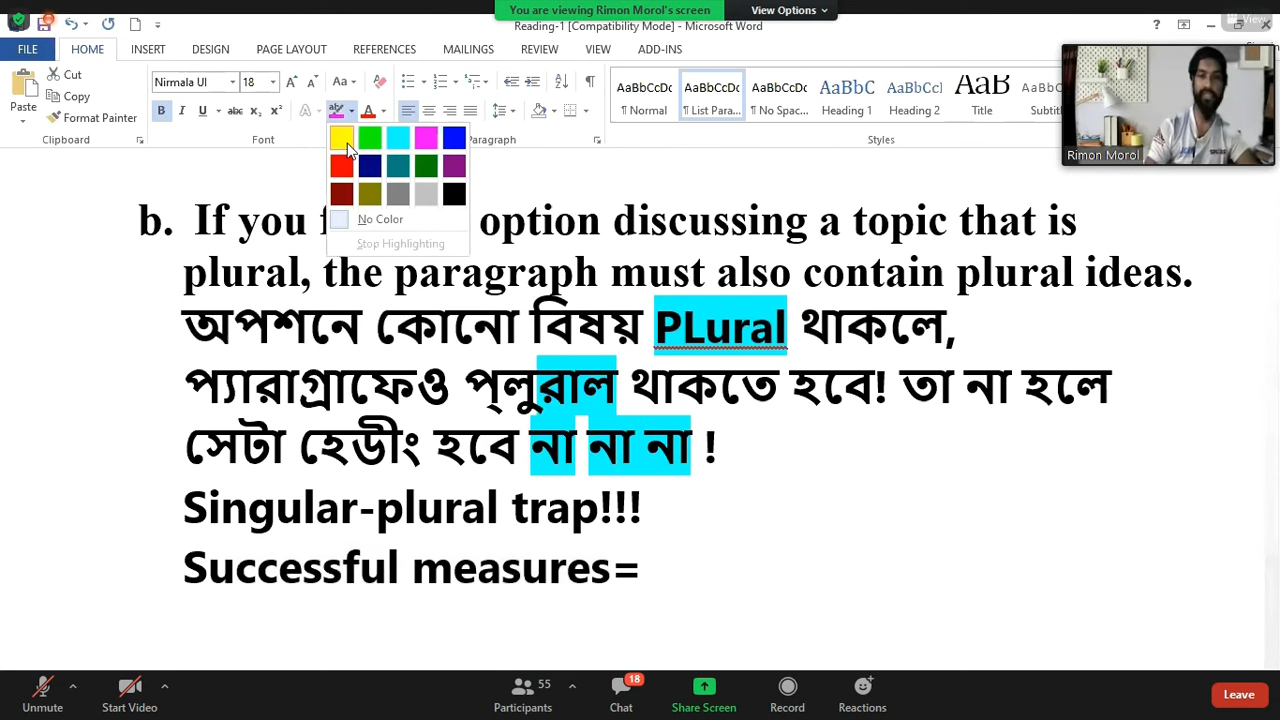 You are viewing Rimon Morol's screen View Options
Reading-1 [Compatibility Mode] - Microsoft Word
View
FILE HOME INSERT DESIGN PAGE LAYOUT REFERENCES MAILINGS REVIEW VIEW ADD-INS
Paste
Cut
Copy
Format Painter
Clipboard
Nirmala UI 18
Font
No Color
Stop Highlighting
Paragraph
AaBbCcDc AaBbCcDc AaBbCcDc AaBbC AaBbCc AaB
¶ Normal ¶ List Para... ¶ No Spac... Heading 1 Heading 2 Title
Styles
Rimon Morol
b. If you option discussing a topic that is
plural, the paragraph must also contain plural ideas.
অপশনে কোনো বিষয় PLural থাকলে,
প্যারাগ্রাফেও প্লুরাল থাকতে হবে! তা না হলে
সেটা হেডীং হবে না না না !
Singular-plural trap!!!
Successful measures=
Unmute Start Video Participants 55 Chat 18 Share Screen Record Reactions Leave